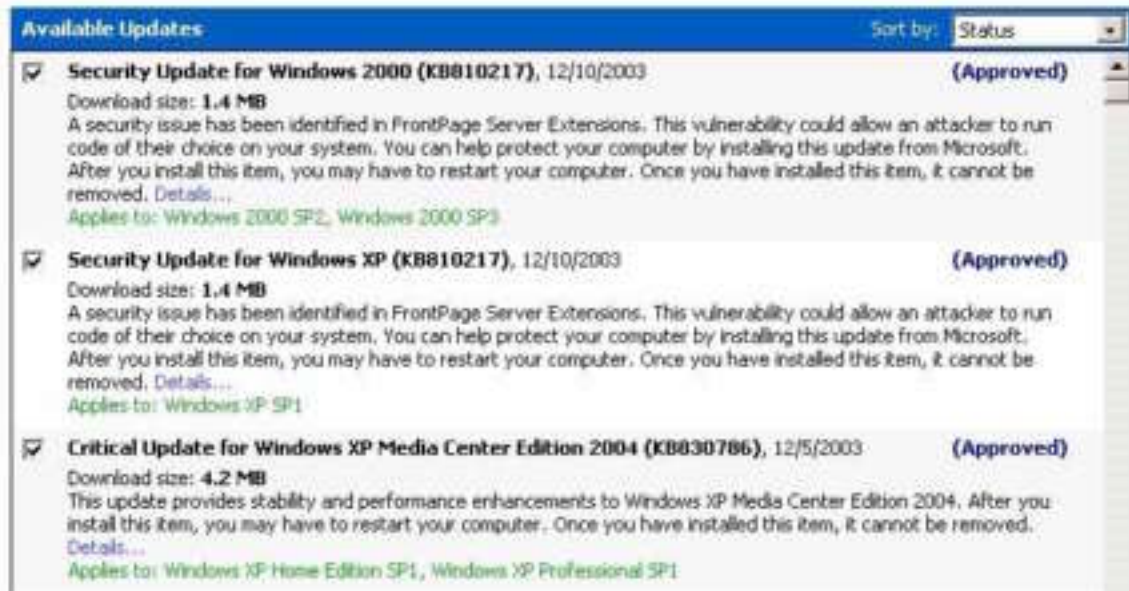 Available Updates Sort by: Status
Security Update for Windows 2000 (KB810217), 12/10/2003 (Approved)
Download size: 1.4 MB
A security issue has been identified in FrontPage Server Extensions. This vulnerability could allow an attacker to run
code of their choice on your system. You can help protect your computer by installing this update from Microsoft.
After you install this item, you may have to restart your computer. Once you have installed this item, it cannot be
removed. Details...
Applies to: Windows 2000 SP2, Windows 2000 SP3
Security Update for Windows XP (KB810217), 12/10/2003 (Approved)
Download size: 1.4 MB
A security issue has been identified in FrontPage Server Extensions. This vulnerability could allow an attacker to run
code of their choice on your system. You can help protect your computer by installing this update from Microsoft.
After you install this item, you may have to restart your computer. Once you have installed this item, it cannot be
removed. Details...
Applies to: Windows XP SP1
Critical Update for Windows XP Media Center Edition 2004 (KB830786), 12/5/2003 (Approved)
Download size: 4.2 MB
This update provides stability and performance enhancements to Windows XP Media Center Edition 2004. After you
install this item, you may have to restart your computer. Once you have installed this item, it cannot be removed.
Details...
Applies to: Windows XP Home Edition SP1, Windows XP Professional SP1